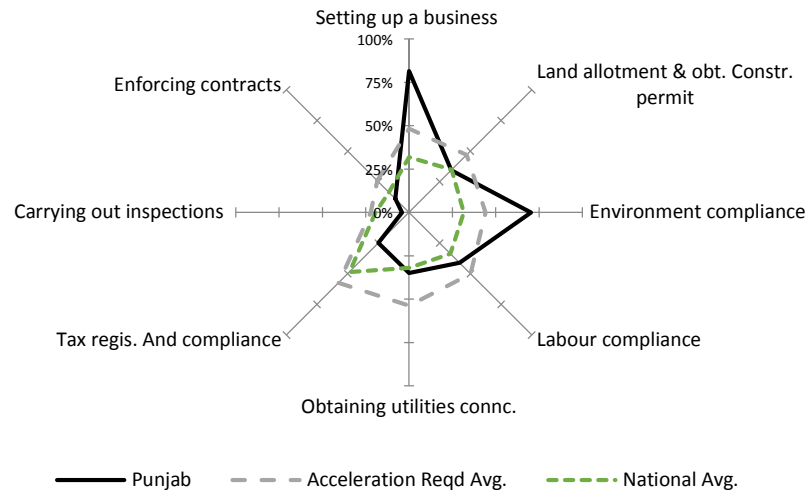 Setting up a business
100%
75%
50%
25%
0%
Land allotment & obt. Constr.
permit
Environment compliance
Labour compliance
Obtaining utilities connc.
Tax regis. And compliance
Carrying out inspections
Enforcing contracts
Punjab
Acceleration Reqd Avg.
National Avg.